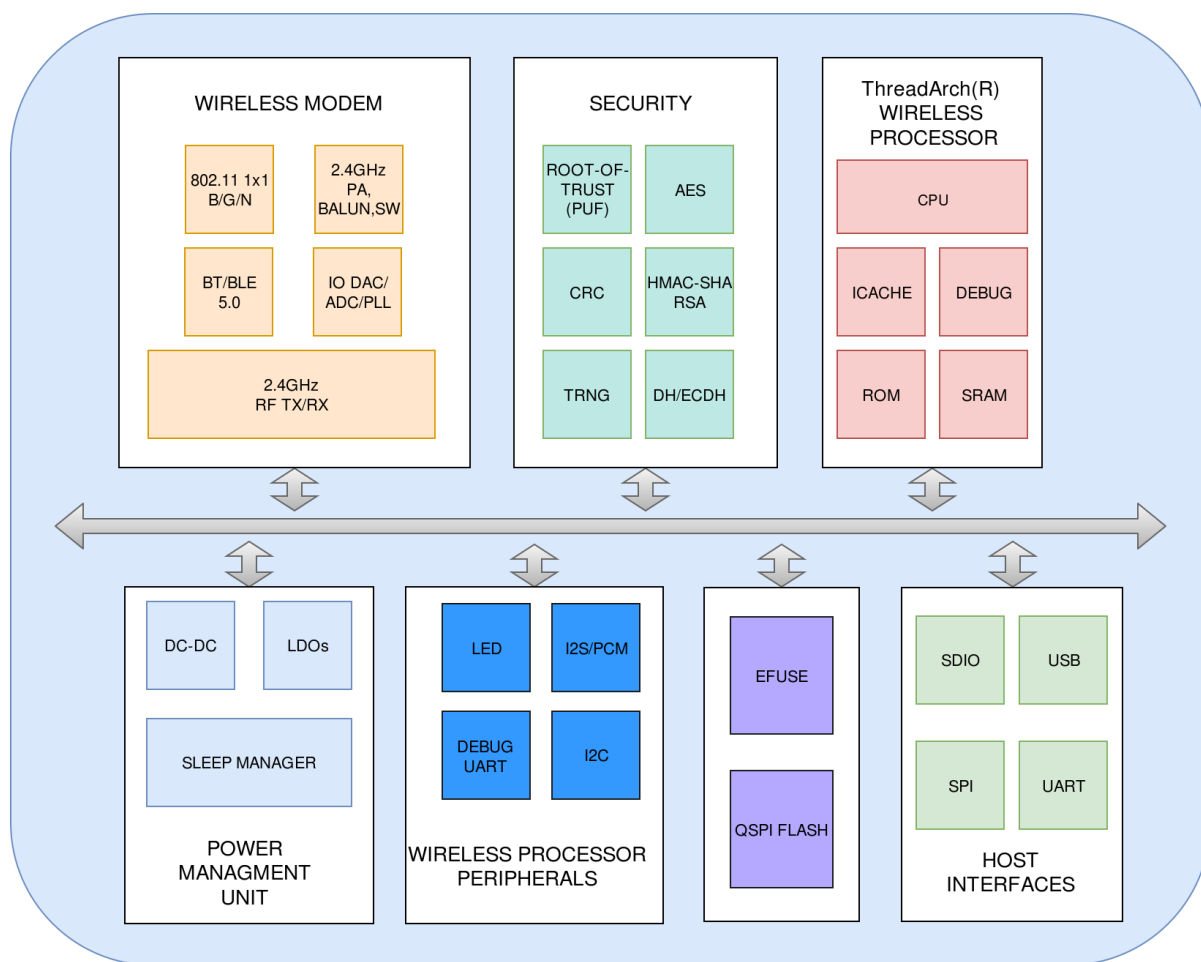 WIRELESS MODEM
802.11 1x1
B/G/N
2.4GHz
PA,
BALUN,SW
BT/BLE
5.0
IO DAC/
ADC/PLL
2.4GHz
RF TX/RX
SECURITY
ROOT-OF-
TRUST
(PUF)
AES
CRC
HMAC-SHA
RSA
TRNG
DH/ECDH
ThreadArch(R)
WIRELESS
PROCESSOR
CPU
ICACHE
DEBUG
ROM
SRAM
DC-DC
LDOs
SLEEP MANAGER
POWER
MANAGMENT
UNIT
LED
I2S/PCM
DEBUG
UART
I2C
WIRELESS PROCESSOR
PERIPHERALS
EFUSE
QSPI FLASH
SDIO
USB
SPI
UART
HOST
INTERFACES